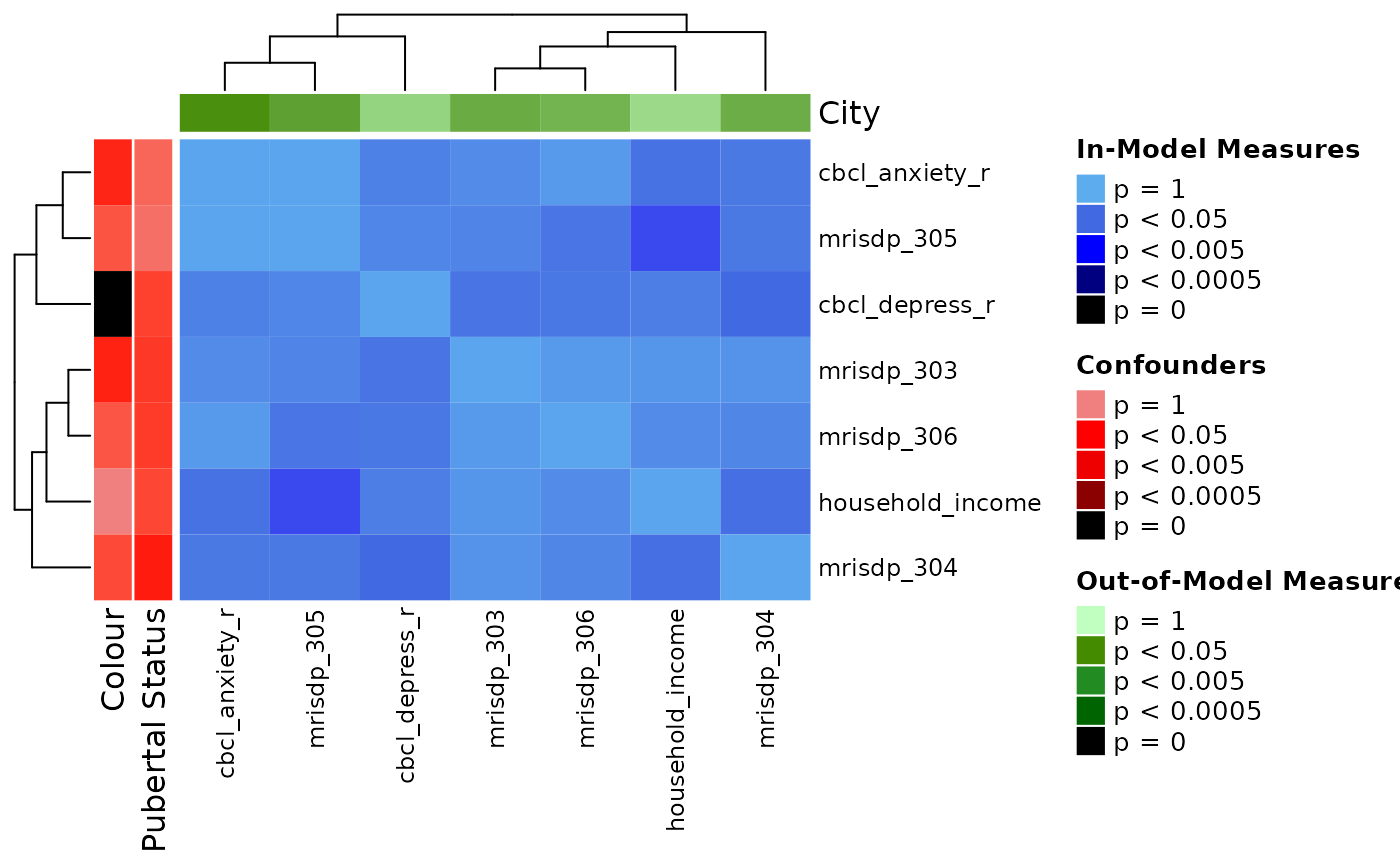 City
cbcl_anxiety_r
mrisdp_305
cbcl_depress_r
mrisdp_303
mrisdp_306
household_income
mrisdp_304
Colour
Pubertal Status
cbcl_anxiety_r
mrisdp_305
cbcl_depress_r
mrisdp_303
mrisdp_306
household_income
mrisdp_304
In-Model Measures
p = 1
p < 0.05
p < 0.005
p < 0.0005
p = 0
Confounders
p = 1
p < 0.05
p < 0.005
p < 0.0005
p = 0
Out-of-Model Measure
p = 1
p < 0.05
p < 0.005
p < 0.0005
p = 0